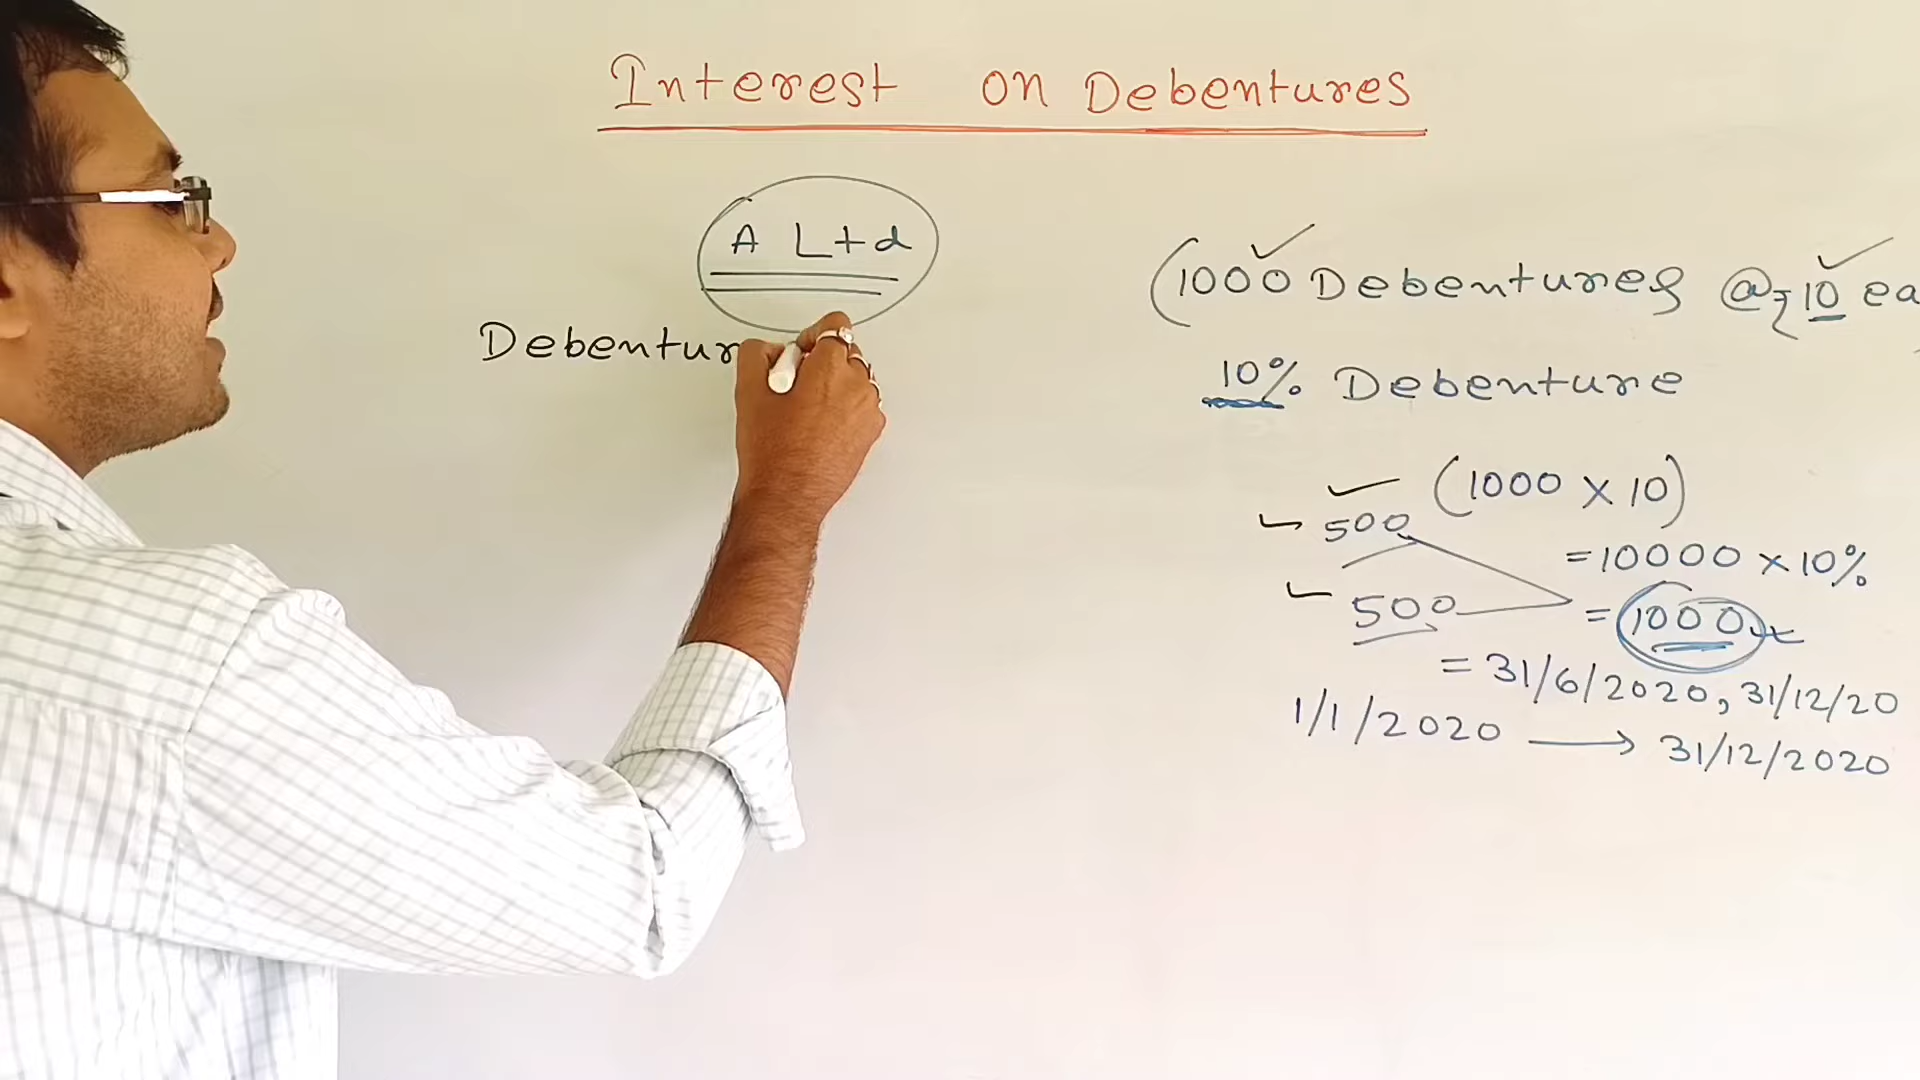 Interest on Debentures
A Ltd
Debentur
(1000 Debentures @ ₹10 ea
10% Debenture
(1000 × 10)
500
= 10000 × 10%
500
= 1000
= 31/6/2020, 31/12/20
1/1/2020 → 31/12/2020